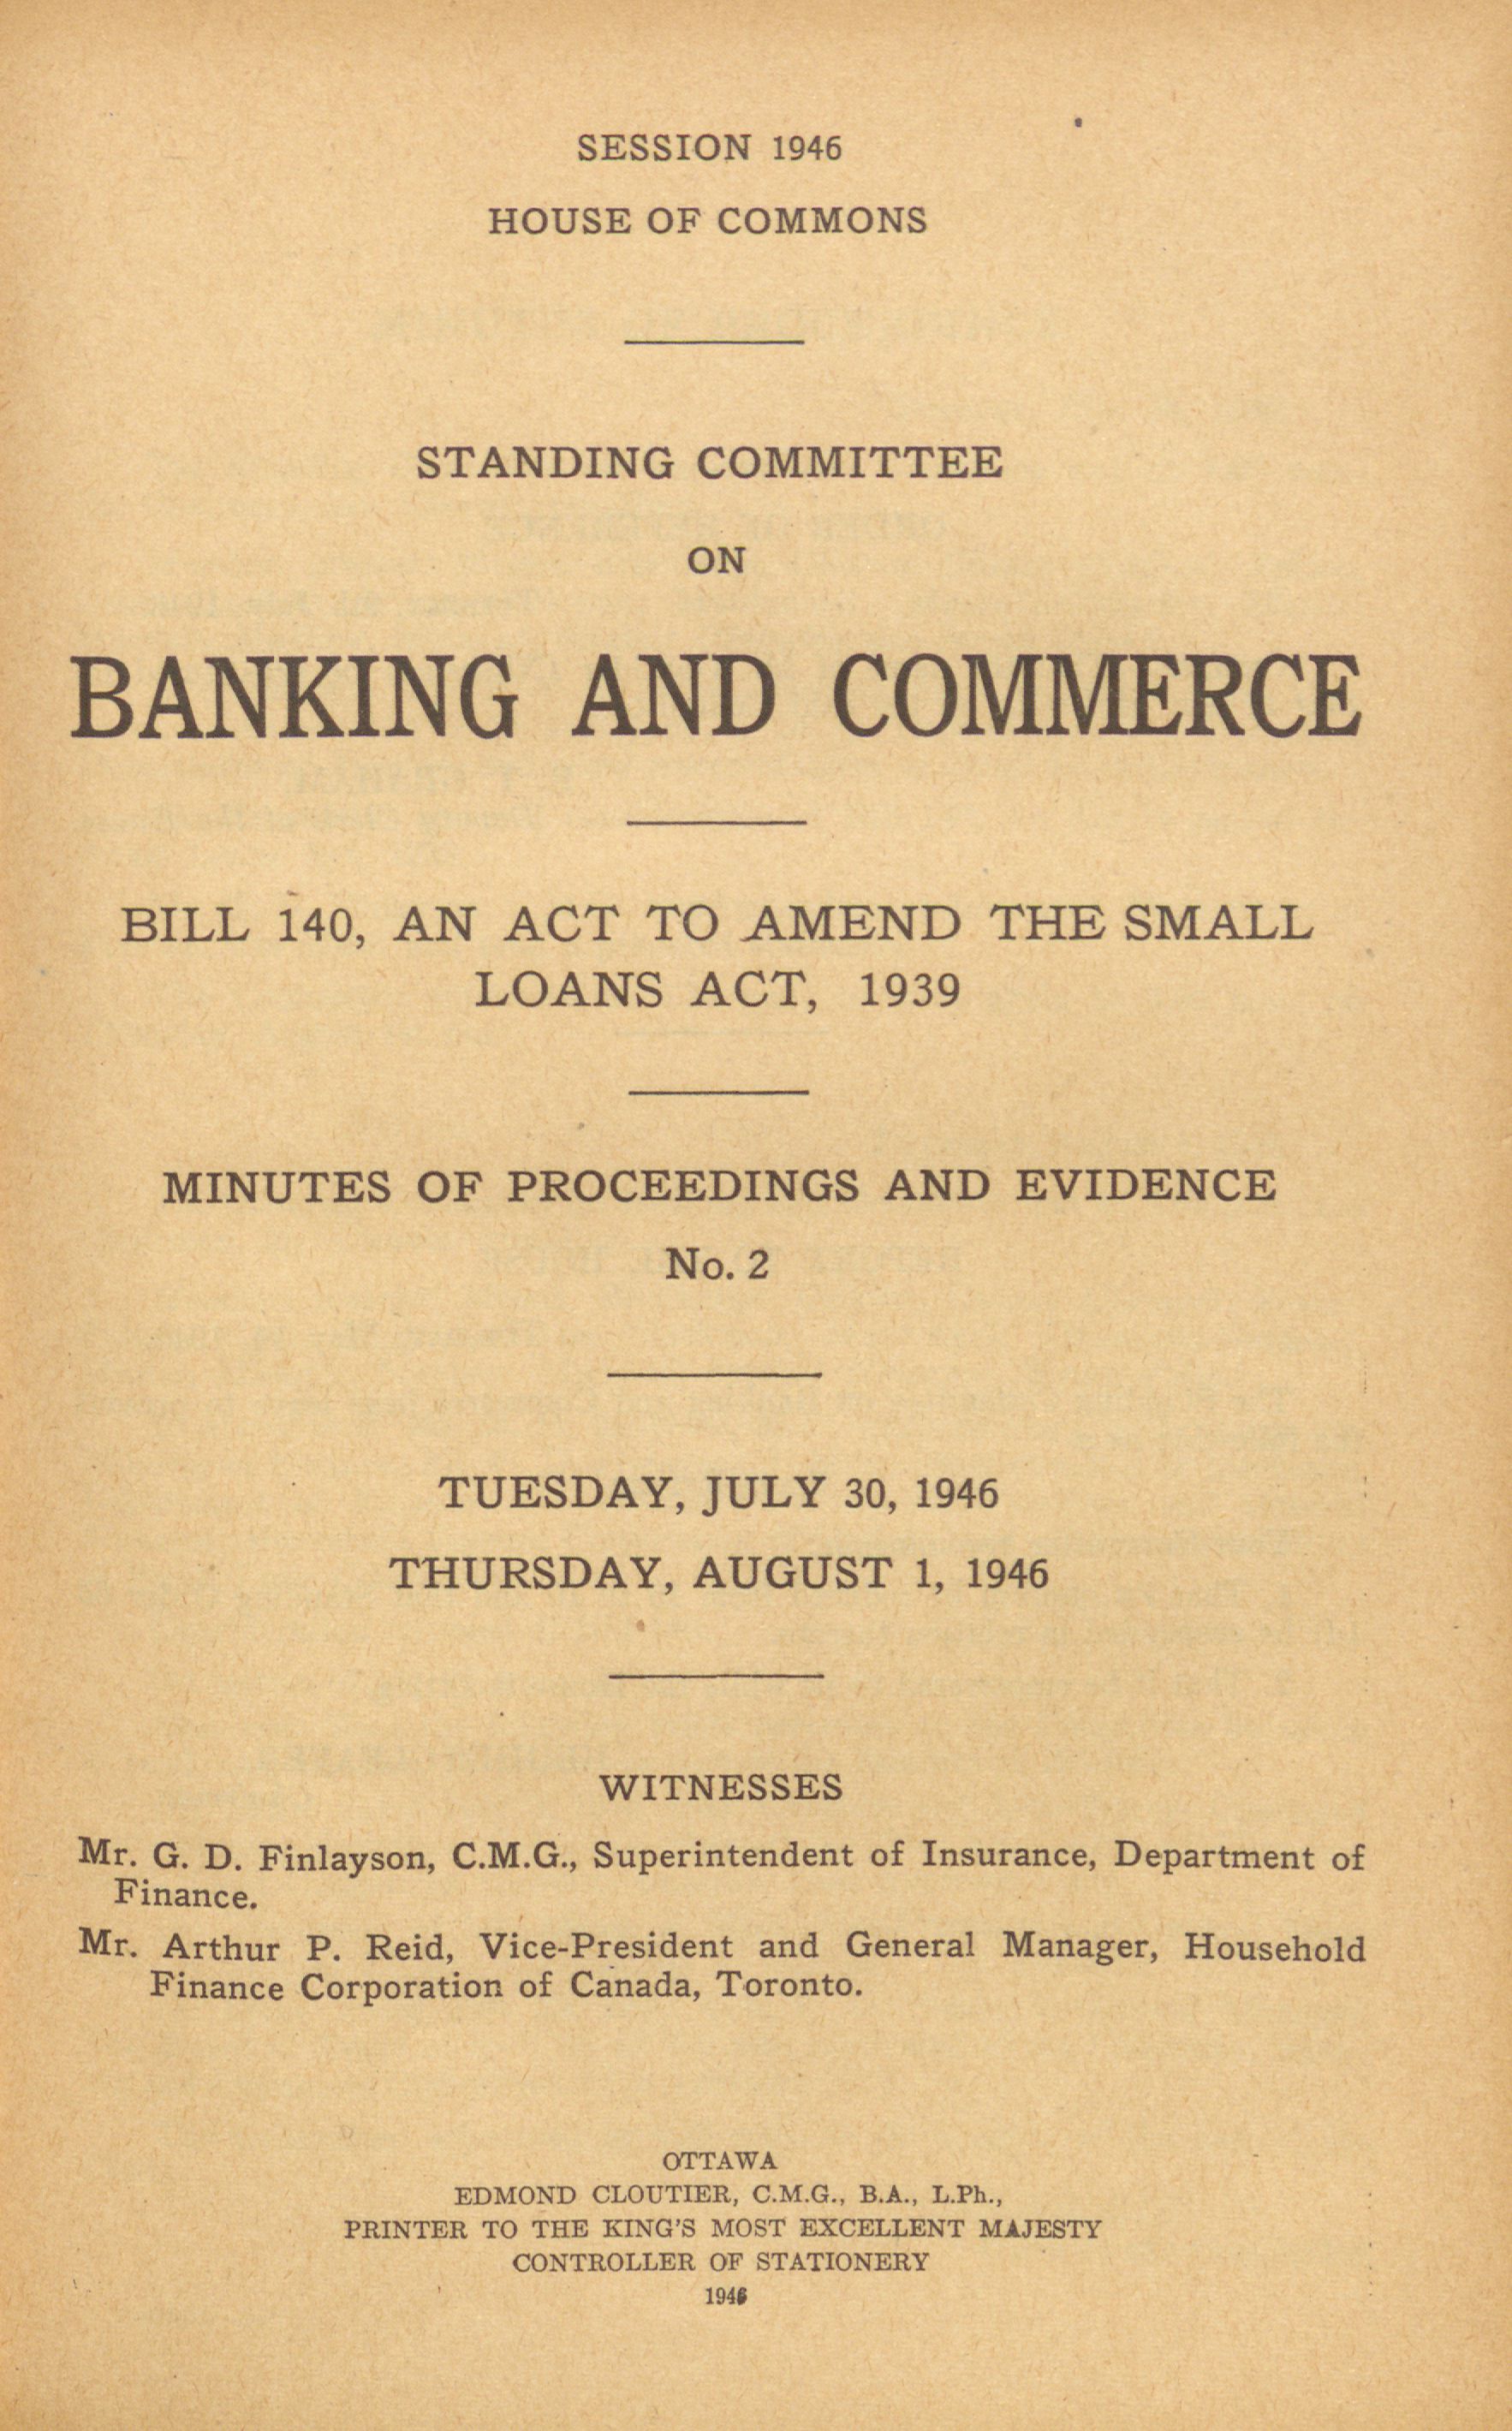 SESSION 1946
HOUSE OF COMMONS
STANDING COMMITTEE
ON
BANKING AND COMMERCE
BILL 140, AN ACT TO AMEND THE SMALL
LOANS ACT, 1939
MINUTES OF PROCEEDINGS AND EVIDENCE
No. 2
TUESDAY, JULY 30, 1946
THURSDAY, AUGUST 1, 1946
WITNESSES
Mr. G. D. Finlayson, C.M.G., Superintendent of Insurance, Department of
Finance.
Mr. Arthur P. Reid, Vice-President and General Manager, Household
Finance Corporation of Canada, Toronto.
OTTAWA
EDMOND CLOUTIER, C.M.G., B.A., L.Ph.,
PRINTER TO THE KING'S MOST EXCELLENT MAJESTY
CONTROLLER OF STATIONERY
1946